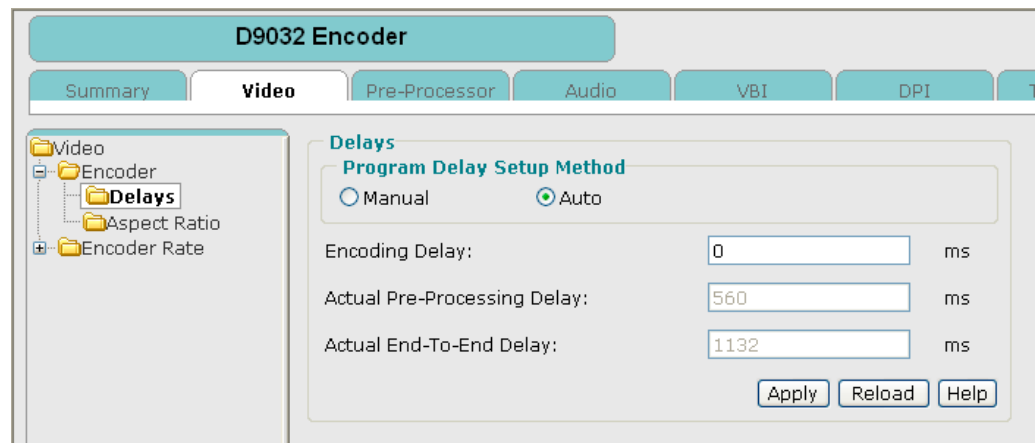 D9032 Encoder
Summary Video Pre-Processor Audio VBI DPI
Video
Encoder
Delays
Aspect Ratio
Encoder Rate
Delays
Program Delay Setup Method
Manual Auto
Encoding Delay: 0 ms
Actual Pre-Processing Delay: 560 ms
Actual End-To-End Delay: 1132 ms
Apply Reload Help